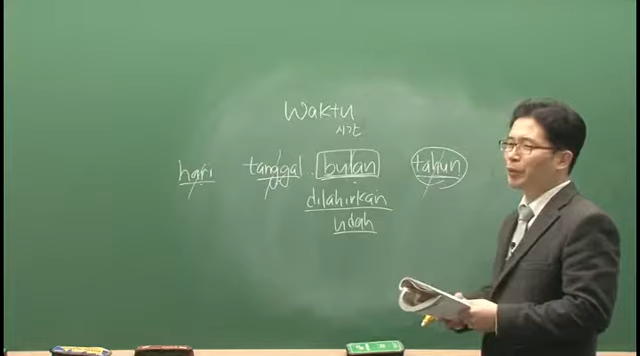 Waktu
시간
hari tanggal . bulan tahun
dilahirkan
udah